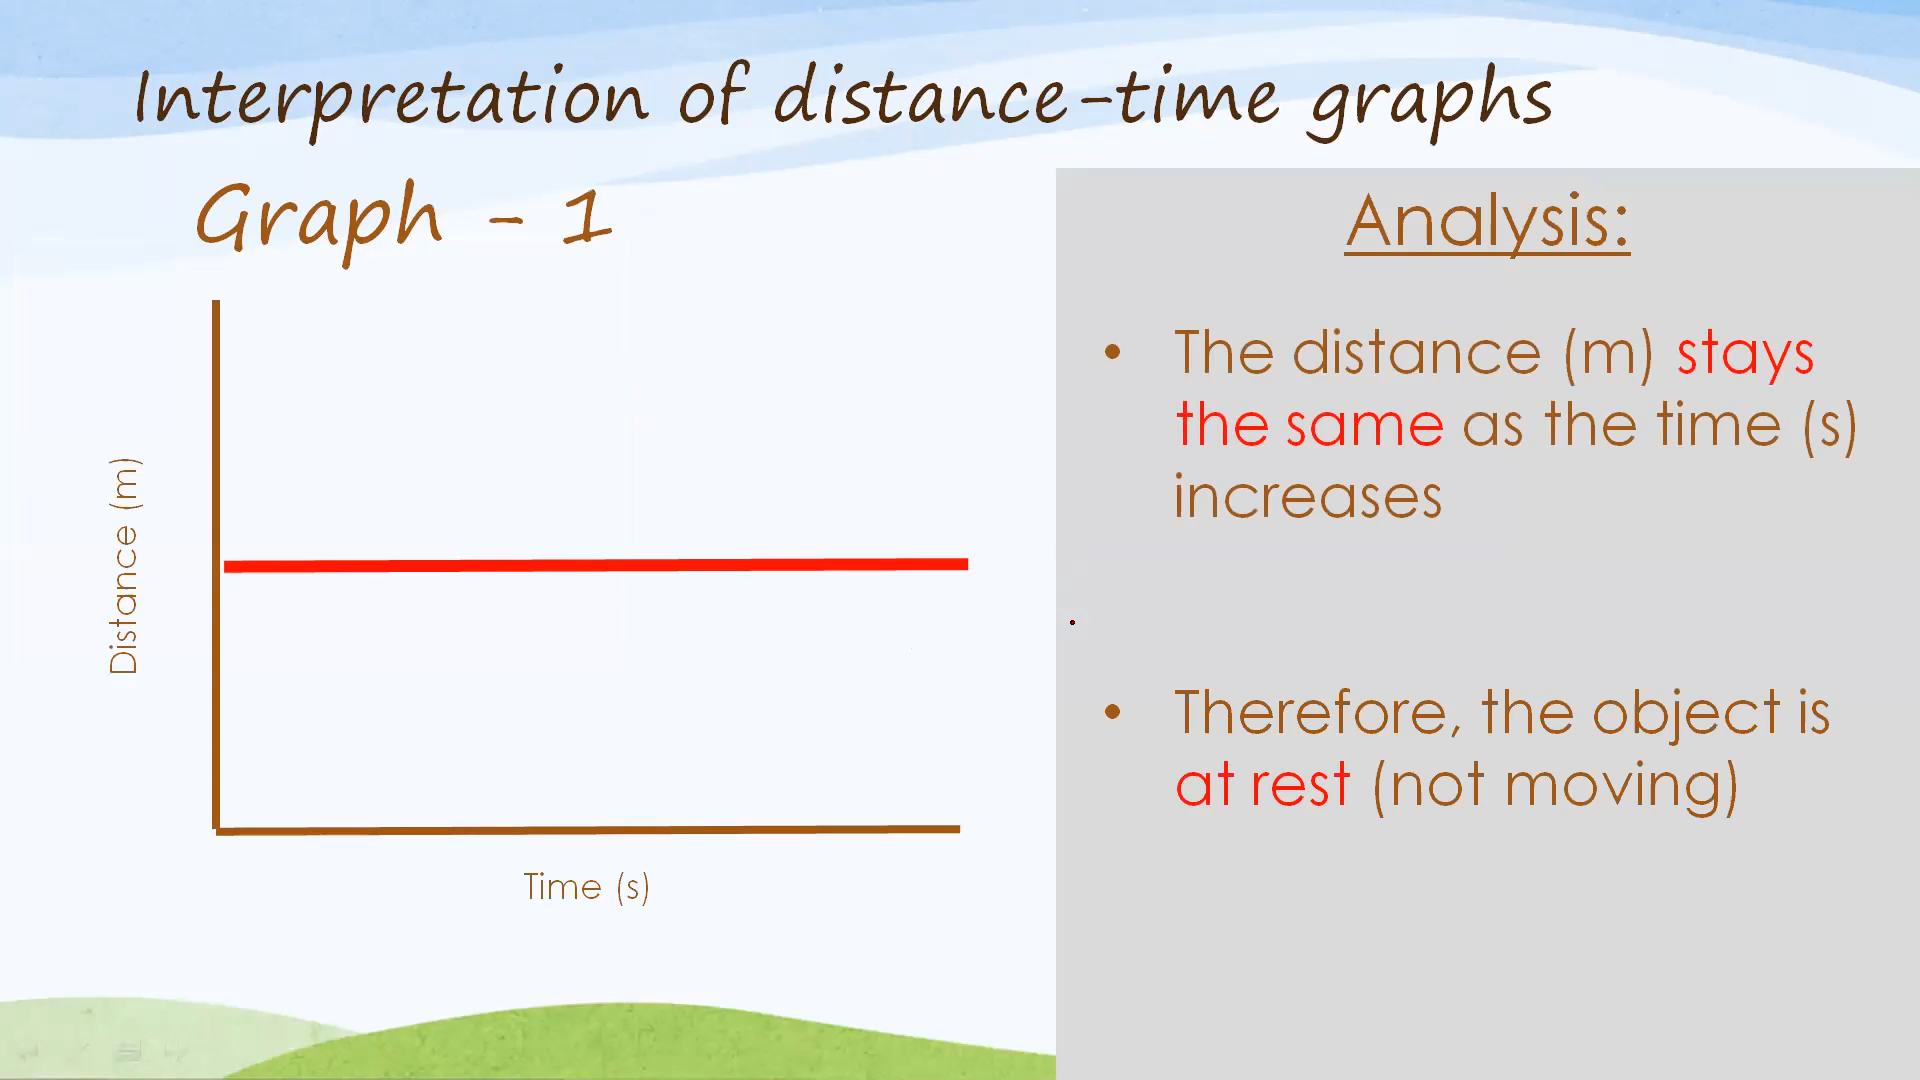 Interpretation of distance-time graphs
Graph - 1
Distance (m)
Time (s)
Analysis:
• The distance (m) stays
the same as the time (s)
increases
• Therefore, the object is
at rest (not moving)